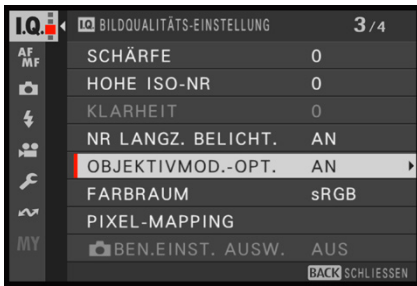 I.Q. I.Q. BILDQUALITÄTS-EINSTELLUNG 3/4
AF MF
SCHÄRFE 0
HOHE ISO-NR 0
KLARHEIT 0
NR LANGZ. BELICHT. AN
OBJEKTIVMOD.-OPT. AN
FARBRAUM sRGB
PIXEL-MAPPING
MY BEN.EINST. AUSW. AUS
BACK SCHLIESSEN